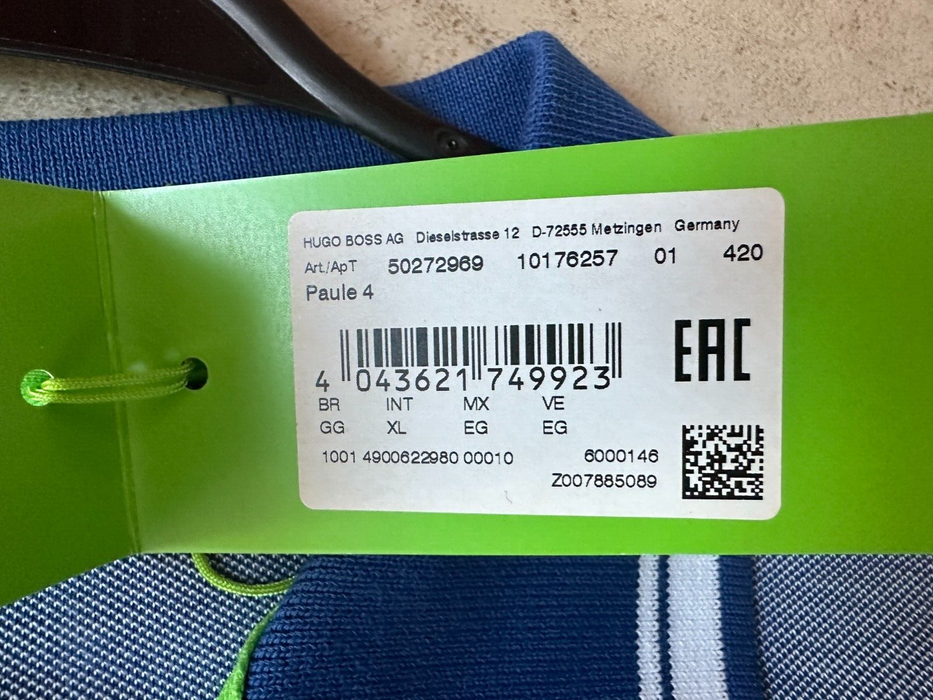 HUGO BOSS AG Dieselstrasse 12 D-72555 Metzingen Germany
Art./ApT 50272969 10176257 01 420
Paule 4
EAC
4 043621 749923
BR INT MX VE
GG XL EG EG
1001 4900622980 00010 6000146
Z007885089